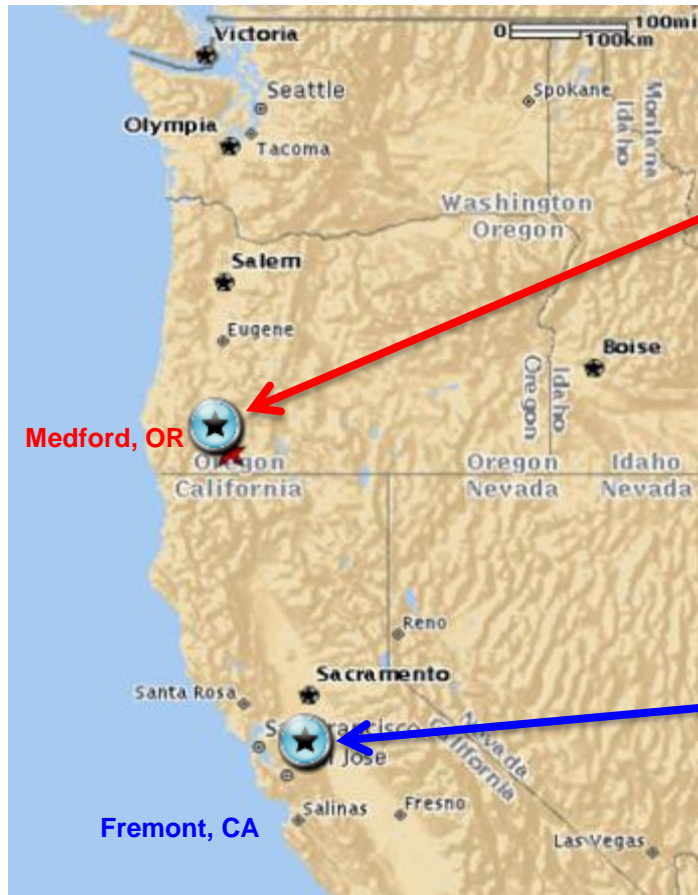 Victoria
0 100mi
100km
Seattle
Spokane
Olympia
Tacoma
Montana
Idaho
Washington
Oregon
Salem
Eugene
Boise
Idaho
Oregon
Medford, OR
Oregon
California
Oregon
Nevada
Idaho
Nevada
Reno
Sacramento
Santa Rosa
Nevada
California
Jose
Salinas
Fresno
Fremont, CA
Las Vegas